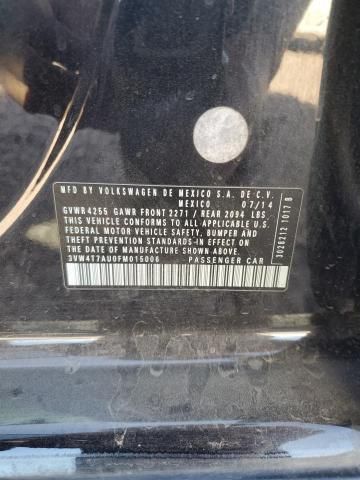 MFD BY VOLKSWAGEN DE MEXICO S.A. DE C.V.
MEXICO 07/14
GVWR 4255 GAWR FRONT 2271 / REAR 2094 LBS.
THIS VEHICLE CONFORMS TO ALL APPLICABLE
FEDERAL MOTOR VEHICLE SAFETY, BUMPER AND
THEFT PREVENTION STANDARDS IN EFFECT ON THE
DATE OF MANUFACTURE SHOWN ABOVE.
3VW4T7AU0FM015006 PASSENGER CAR
3028212 1017 B